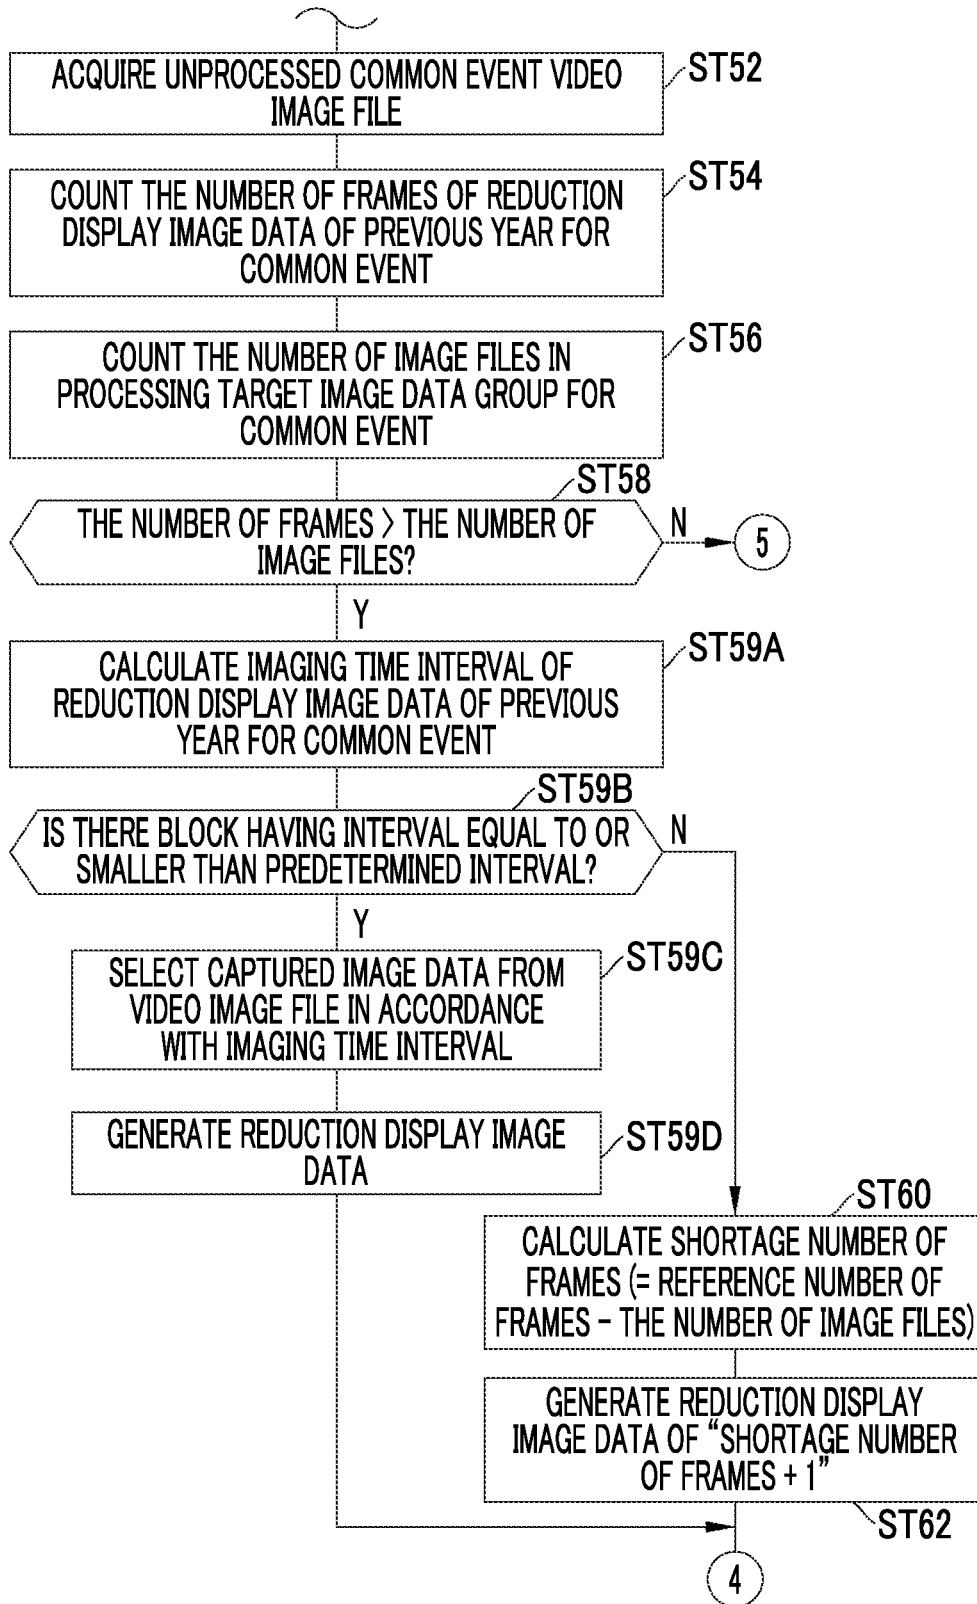 ACQUIRE UNPROCESSED COMMON EVENT VIDEO
IMAGE FILE
ST52
COUNT THE NUMBER OF FRAMES OF REDUCTION
DISPLAY IMAGE DATA OF PREVIOUS YEAR FOR
COMMON EVENT
ST54
COUNT THE NUMBER OF IMAGE FILES IN
PROCESSING TARGET IMAGE DATA GROUP FOR
COMMON EVENT
ST56
ST58
THE NUMBER OF FRAMES > THE NUMBER OF
IMAGE FILES?
N
5
Y
CALCULATE IMAGING TIME INTERVAL OF
REDUCTION DISPLAY IMAGE DATA OF PREVIOUS
YEAR FOR COMMON EVENT
ST59A
ST59B
IS THERE BLOCK HAVING INTERVAL EQUAL TO OR
SMALLER THAN PREDETERMINED INTERVAL?
N
Y
SELECT CAPTURED IMAGE DATA FROM
VIDEO IMAGE FILE IN ACCORDANCE
WITH IMAGING TIME INTERVAL
ST59C
GENERATE REDUCTION DISPLAY IMAGE
DATA
ST59D
ST60
CALCULATE SHORTAGE NUMBER OF
FRAMES (= REFERENCE NUMBER OF
FRAMES - THE NUMBER OF IMAGE FILES)
GENERATE REDUCTION DISPLAY
IMAGE DATA OF “SHORTAGE NUMBER
OF FRAMES + 1”
ST62
4